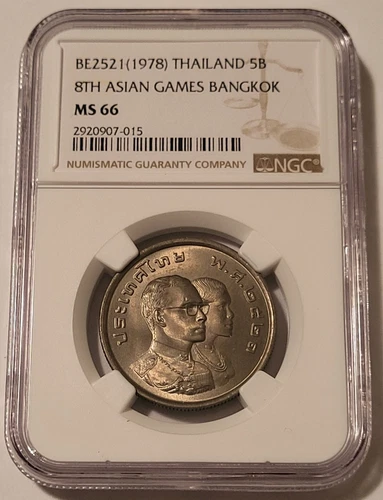 BE2521(1978) THAILAND 5B
8TH ASIAN GAMES BANGKOK
MS 66
2920907-015
NUMISMATIC GUARANTY COMPANY NGC®
ประเทศไทย พ.ศ.๒๕๒๑